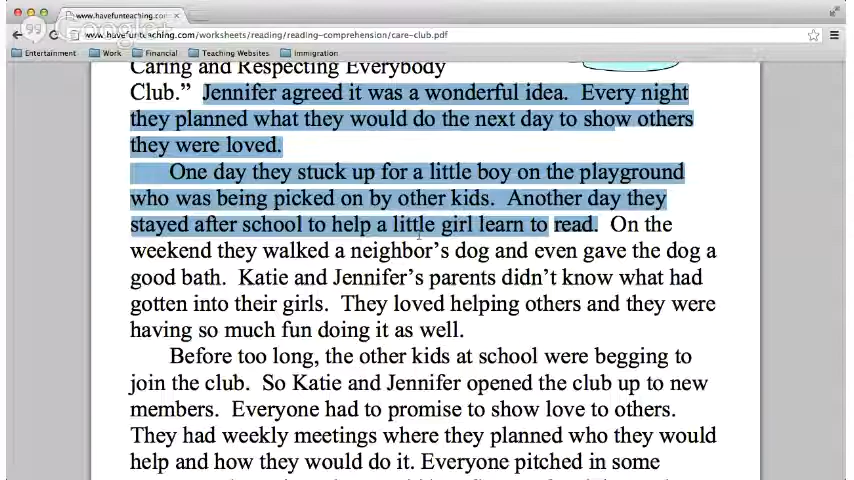 www.havefunteaching.com/w
Google+
www.havefunteaching.com/worksheets/reading/reading-comprehension/care-club.pdf
Entertainment Work Financial Teaching Websites Immigration
Caring and Respecting Everybody
Club.” Jennifer agreed it was a wonderful idea. Every night
they planned what they would do the next day to show others
they were loved.
One day they stuck up for a little boy on the playground
who was being picked on by other kids. Another day they
stayed after school to help a little girl learn to read. On the
weekend they walked a neighbor’s dog and even gave the dog a
good bath. Katie and Jennifer’s parents didn’t know what had
gotten into their girls. They loved helping others and they were
having so much fun doing it as well.
Before too long, the other kids at school were begging to
join the club. So Katie and Jennifer opened the club up to new
members. Everyone had to promise to show love to others.
They had weekly meetings where they planned who they would
help and how they would do it. Everyone pitched in some